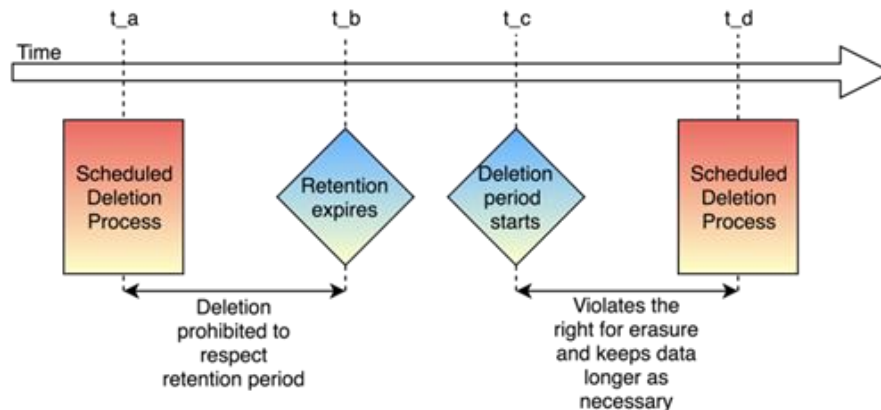 t_a
t_b
t_c
t_d
Time
Scheduled
Deletion
Process
Retention
expires
Deletion
period
starts
Scheduled
Deletion
Process
Deletion
prohibited to
respect
retention period
Violates the
right for erasure
and keeps data
longer as
necessary